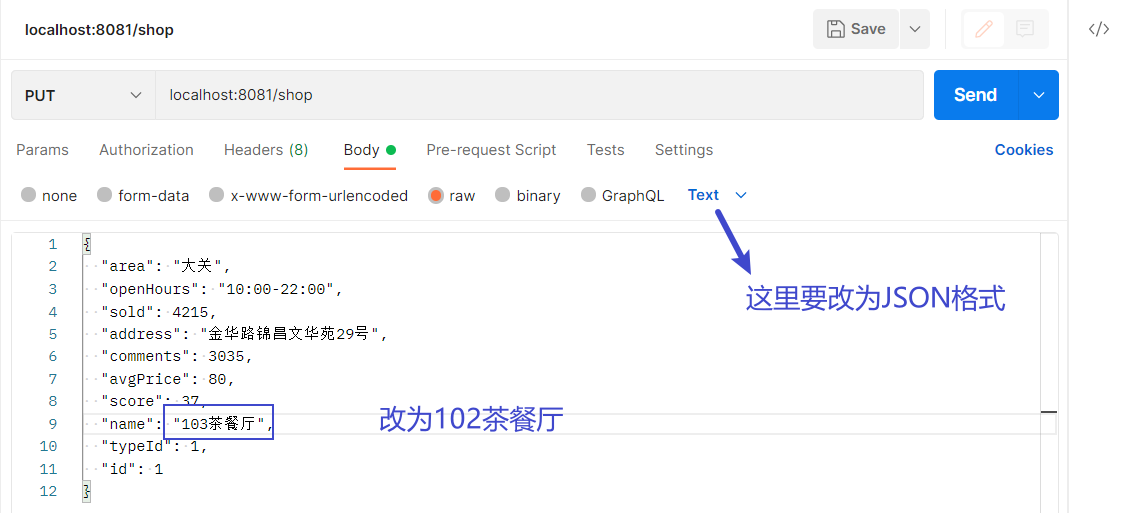 localhost:8081/shop
Save
PUT
localhost:8081/shop
Send
Params Authorization Headers (8) Body Pre-request Script Tests Settings Cookies
none form-data x-www-form-urlencoded raw binary GraphQL Text
这里要改为JSON格式
1 {
2 "area": "大关",
3 "openHours": "10:00-22:00",
4 "sold": 4215,
5 "address": "金华路锦昌文华苑29号",
6 "comments": 3035,
7 "avgPrice": 80,
8 "score": 37,
9 "name": "103茶餐厅",
改为102茶餐厅
10 "typeId": 1,
11 "id": 1
12 }